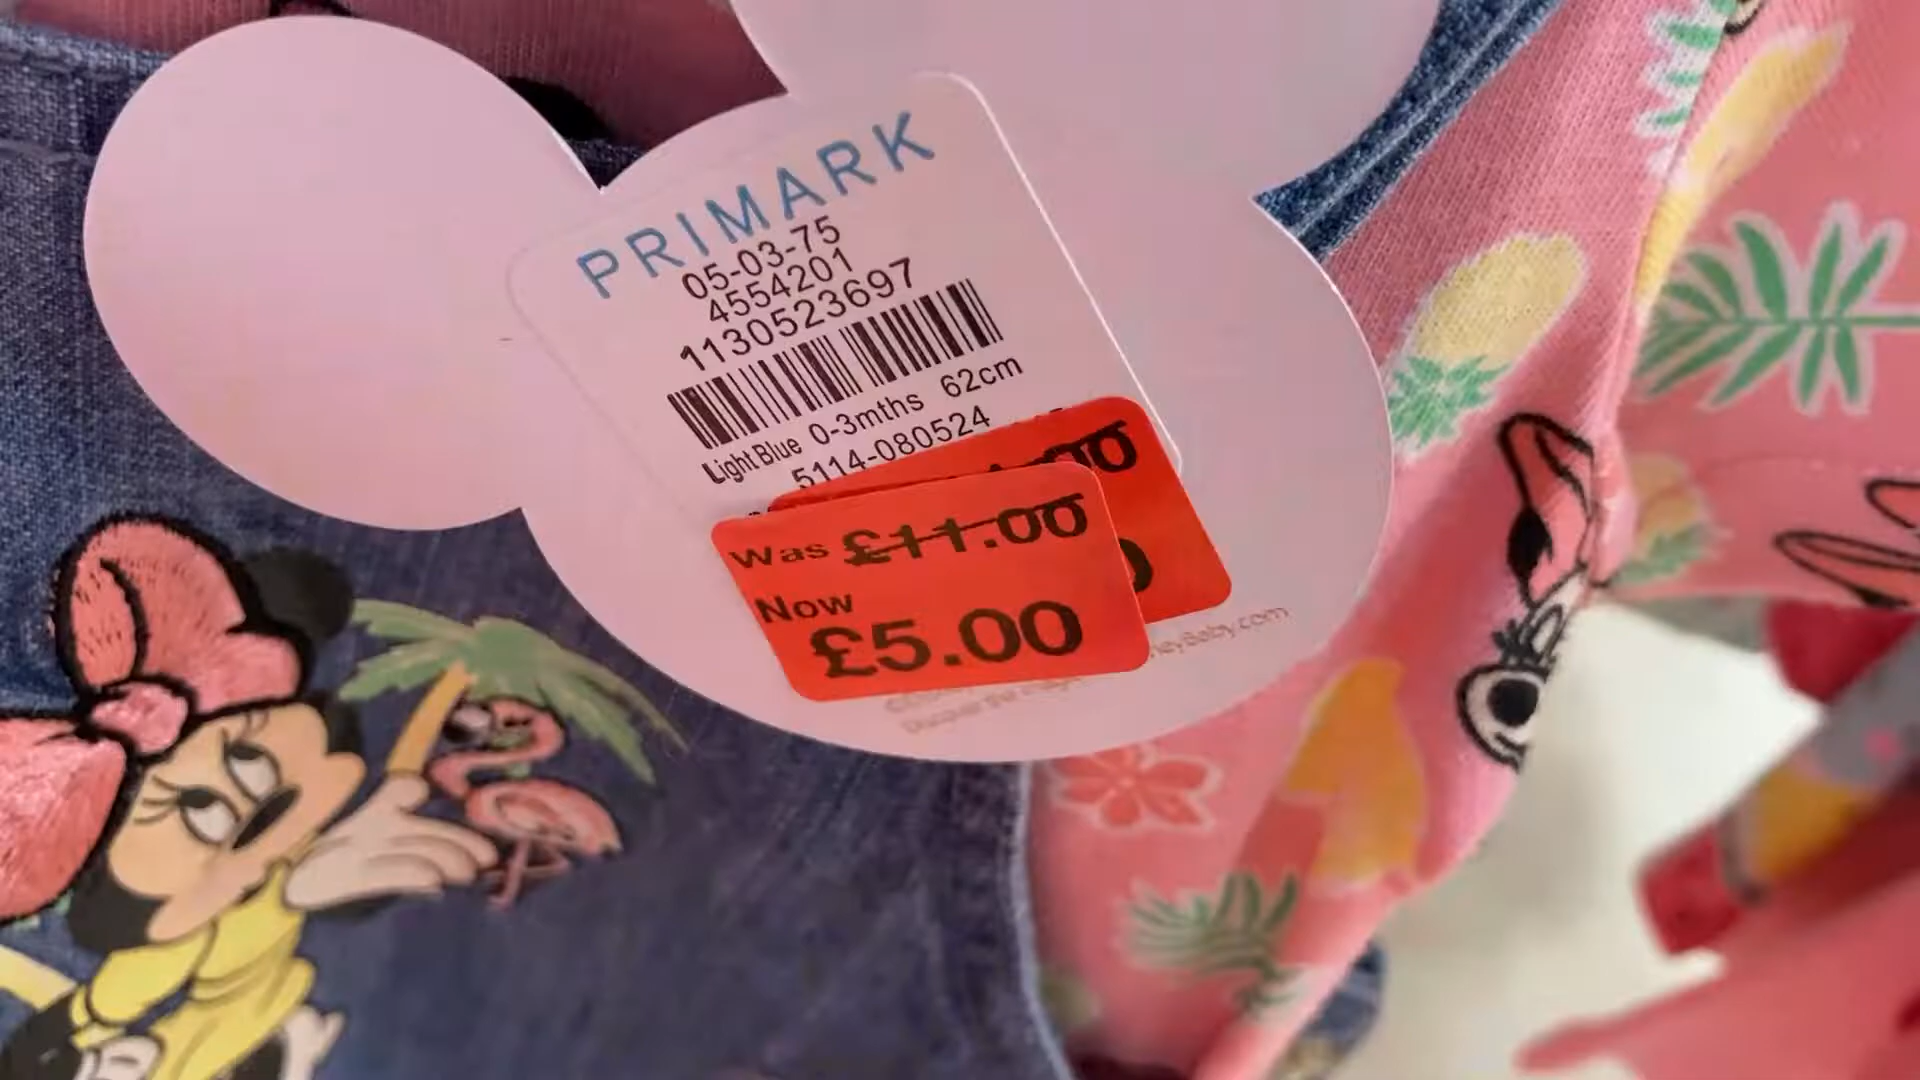 PRIMARK
05-03-75
4554201
1130523697
Light Blue 0-3mths 62cm
5114-080524
.00
Was £11.00
Now
£5.00